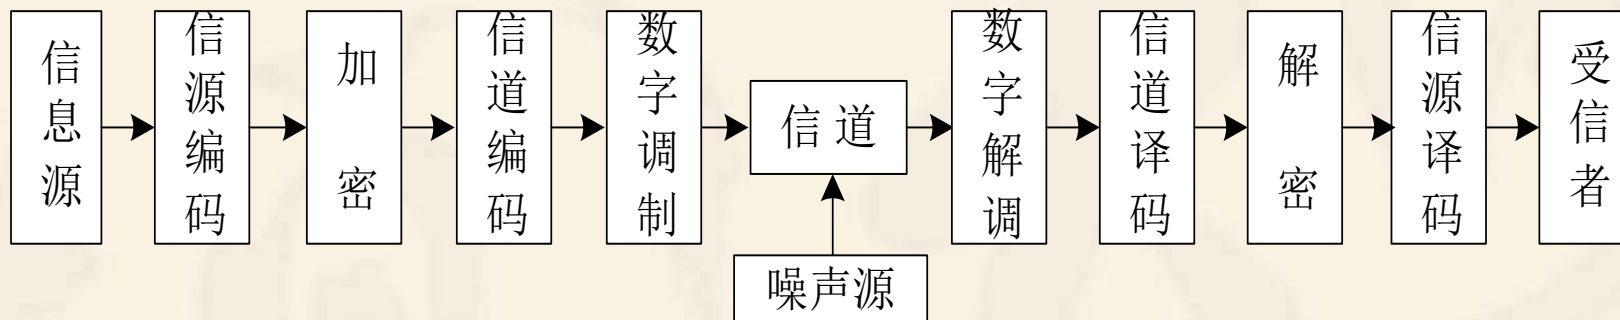 信息源
信源编码
加密
信道编码
数字调制
信道
数字解调
信道译码
解密
信源译码
受信者
噪声源